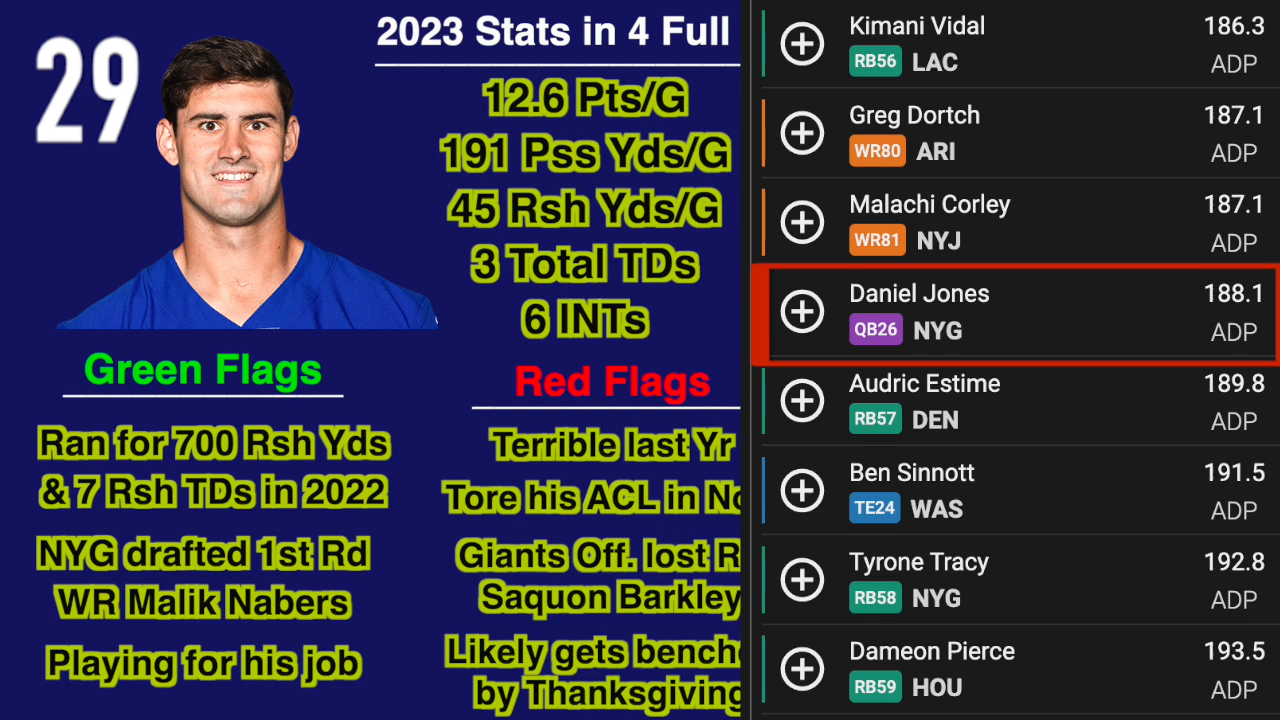 29
2023 Stats in 4 Full
12.6 Pts/G
191 Pss Yds/G
45 Rsh Yds/G
3 Total TDs
6 INTs
Green Flags
Ran for 700 Rsh Yds
& 7 Rsh TDs in 2022
NYG drafted 1st Rd
WR Malik Nabers
Playing for his job
Red Flags
Terrible last Yr
Tore his ACL in
Giants Off. lost
Saquon Barkley
Likely gets
by Thanksgiving
Kimani Vidal 186.3
RB56 LAC ADP
Greg Dortch 187.1
WR80 ARI ADP
Malachi Corley 187.1
WR81 NYJ ADP
Daniel Jones 188.1
QB26 NYG ADP
Audric Estime 189.8
RB57 DEN ADP
Ben Sinnott 191.5
TE24 WAS ADP
Tyrone Tracy 192.8
RB58 NYG ADP
Dameon Pierce 193.5
RB59 HOU ADP